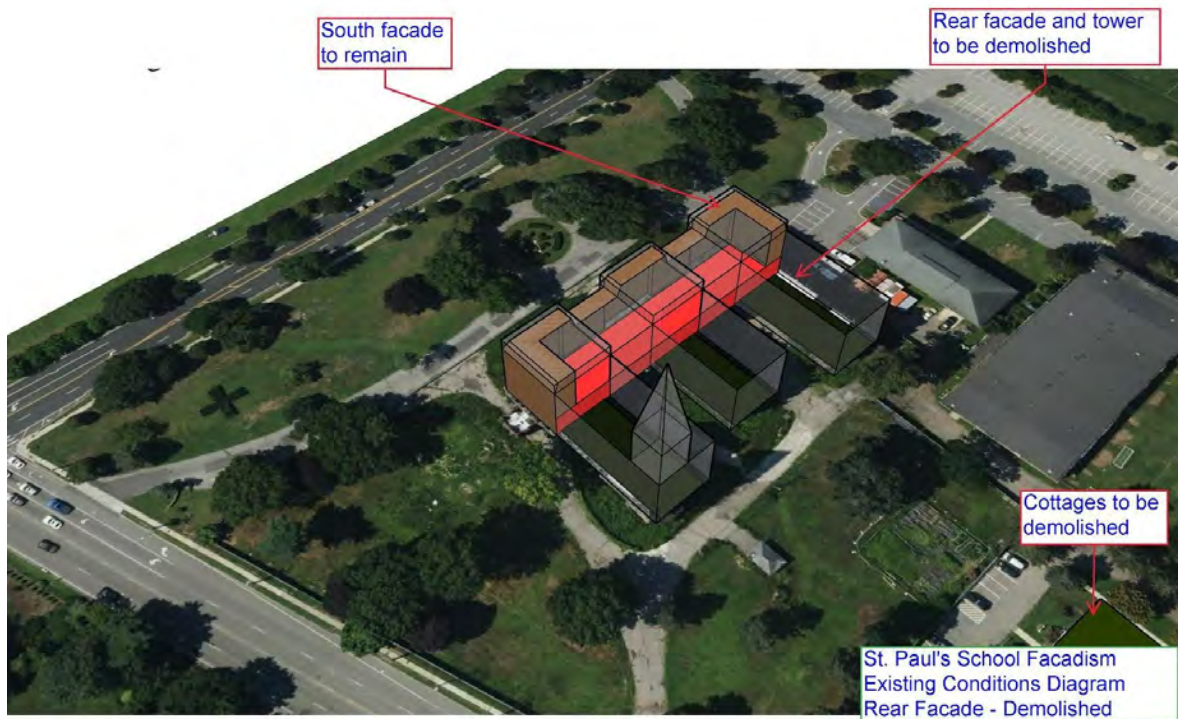 South facade
to remain
Rear facade and tower
to be demolished
Cottages to be
demolished
St. Paul's School Facadism
Existing Conditions Diagram
Rear Facade - Demolished